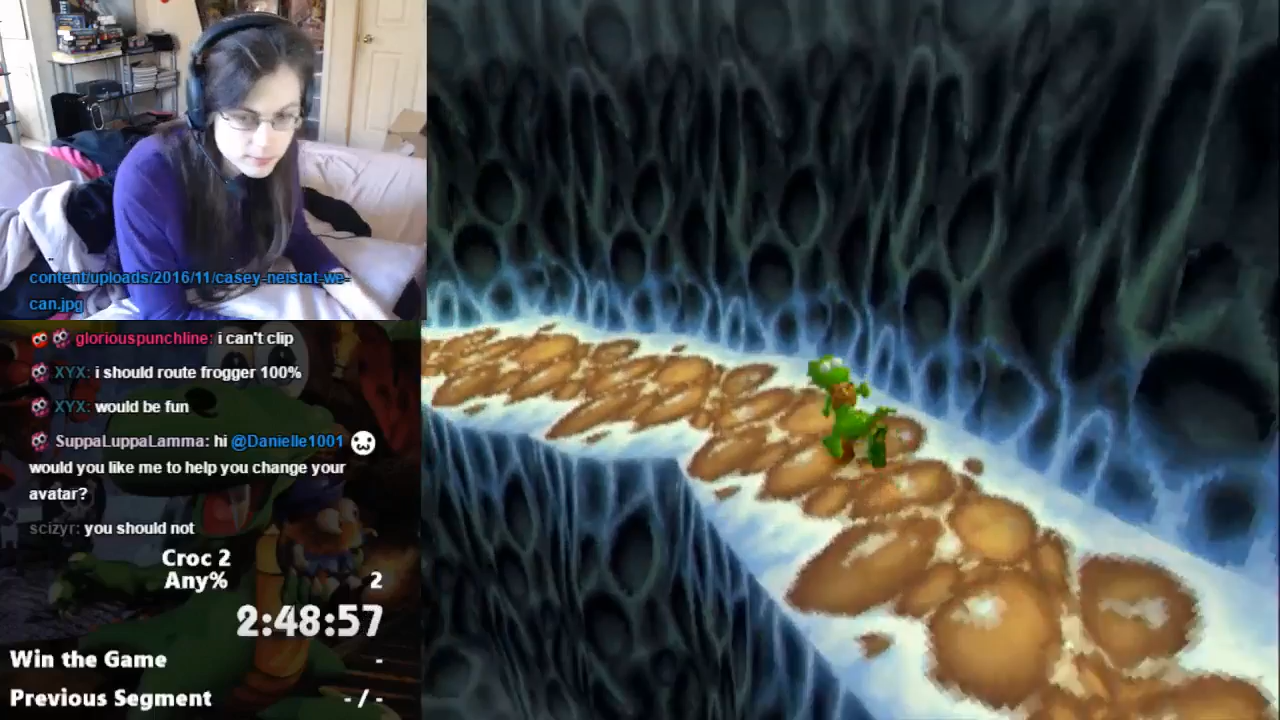 content/uploads/2016/11/casey-neistat-we-
can.jpg
gloriouspunchline: i can't clip
XYX: i should route frogger 100%
XYX: would be fun
SuppaLuppaLamma: hi @Danielle1001
would you like me to help you change your
avatar?
scizyr: you should not
Croc 2
Any% 2
2:48:57
Win the Game -
Previous Segment - / -